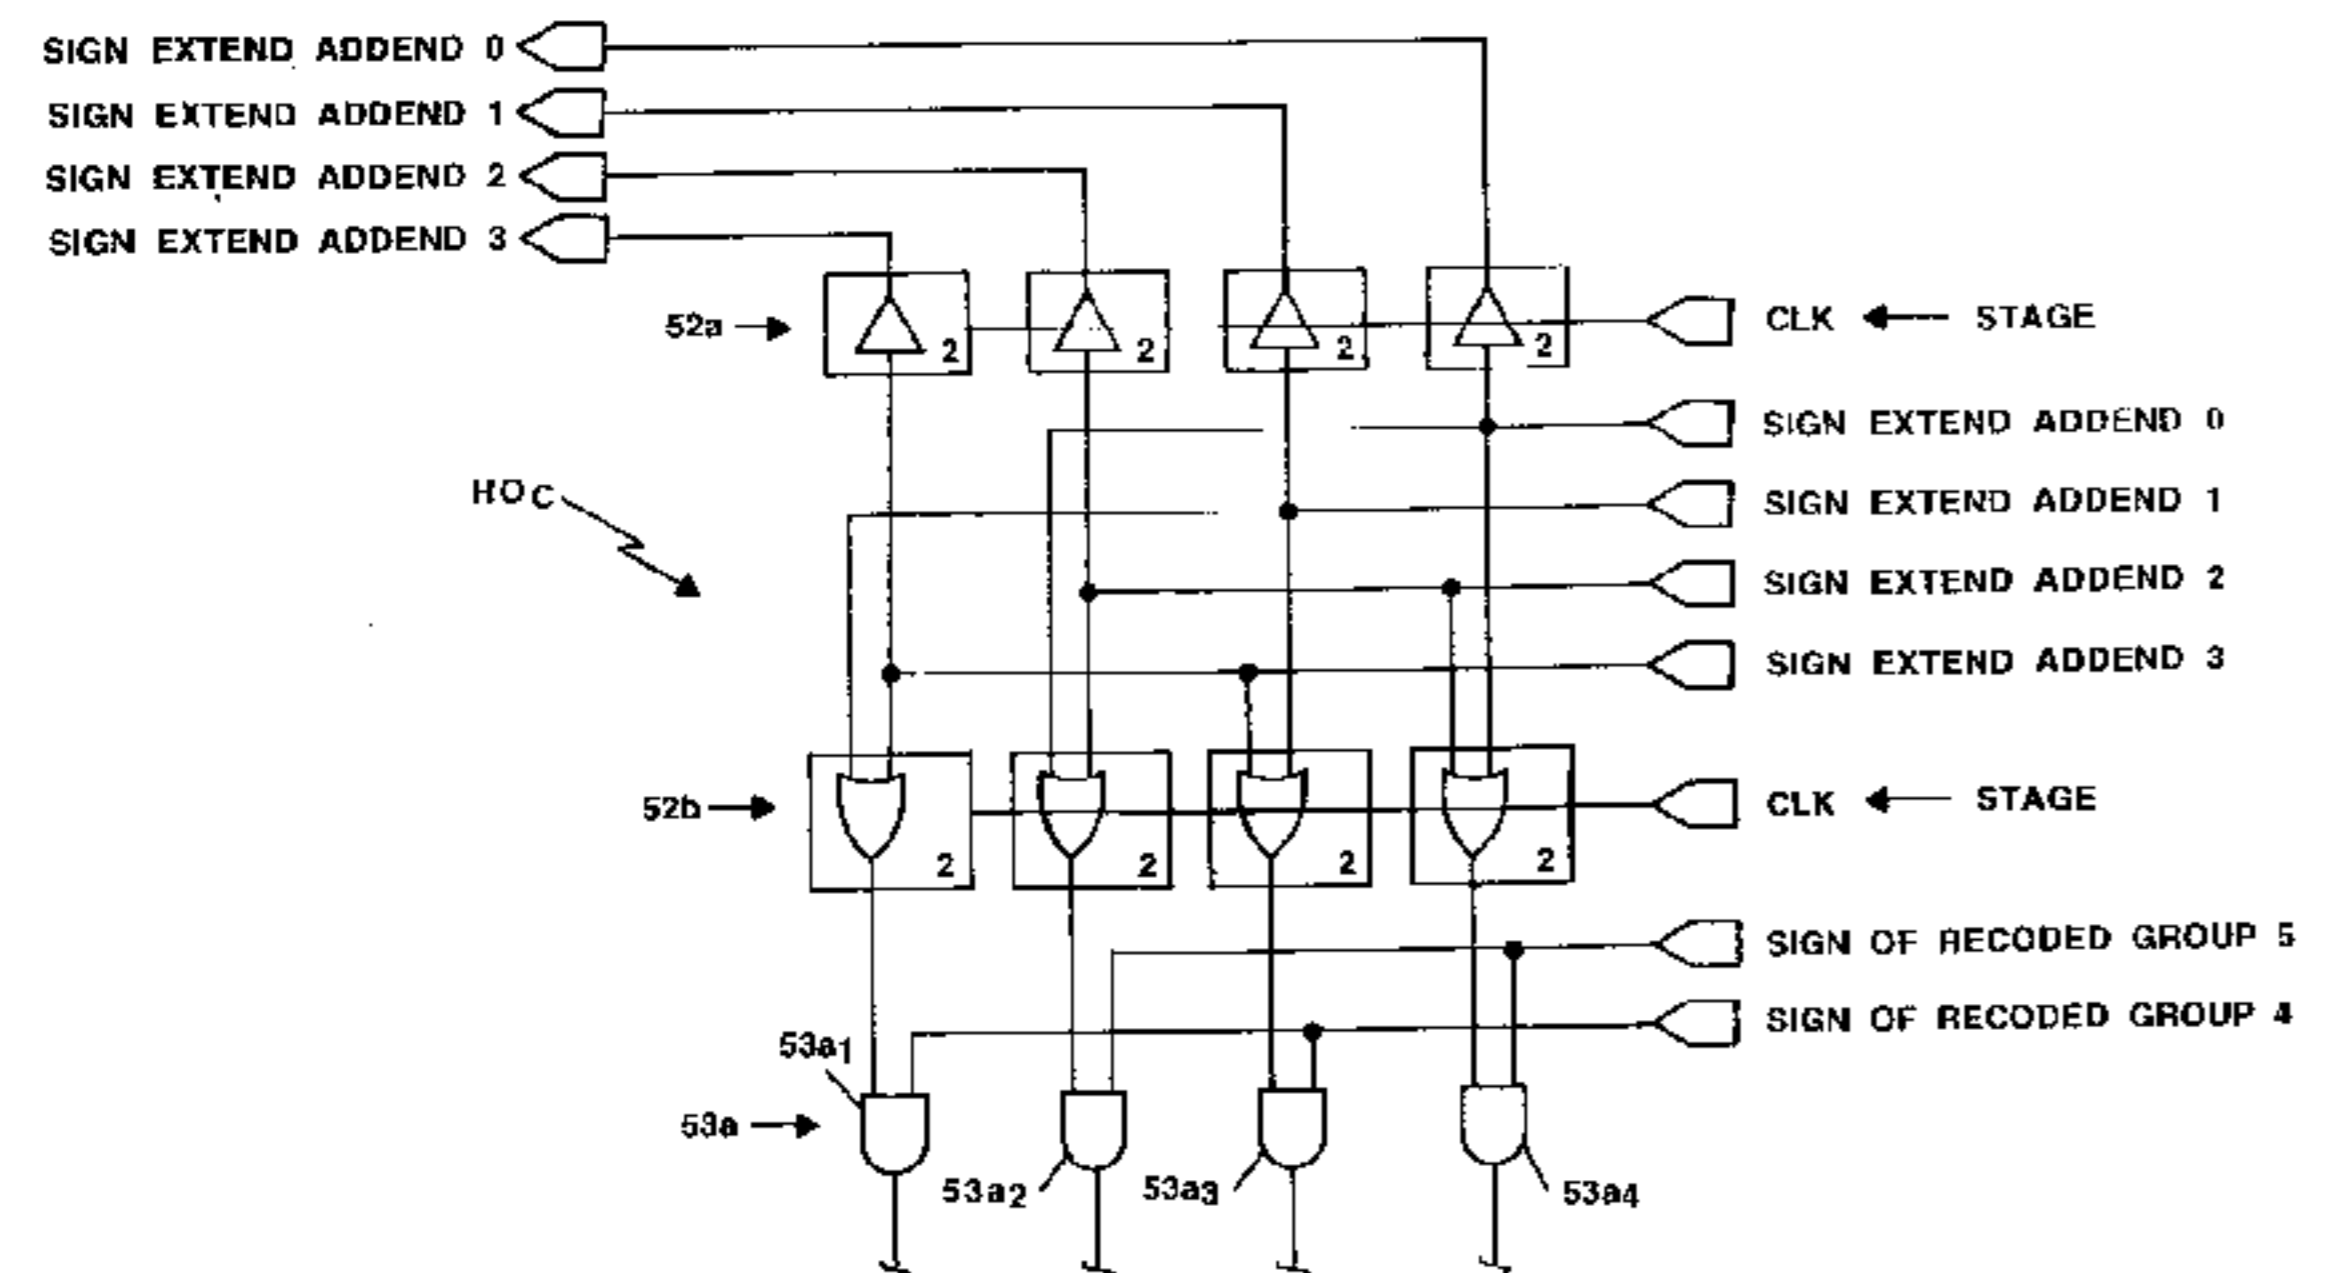 SIGN EXTEND ADDEND 0
SIGN EXTEND ADDEND 1
SIGN EXTEND ADDEND 2
SIGN EXTEND ADDEND 3
52a
2
2
2
2
CLK
STAGE
SIGN EXTEND ADDEND 0
HOC
SIGN EXTEND ADDEND 1
SIGN EXTEND ADDEND 2
SIGN EXTEND ADDEND 3
52b
2
2
2
2
CLK
STAGE
SIGN OF RECODED GROUP 5
SIGN OF RECODED GROUP 4
53a1
53a
53a2
53a3
53a4